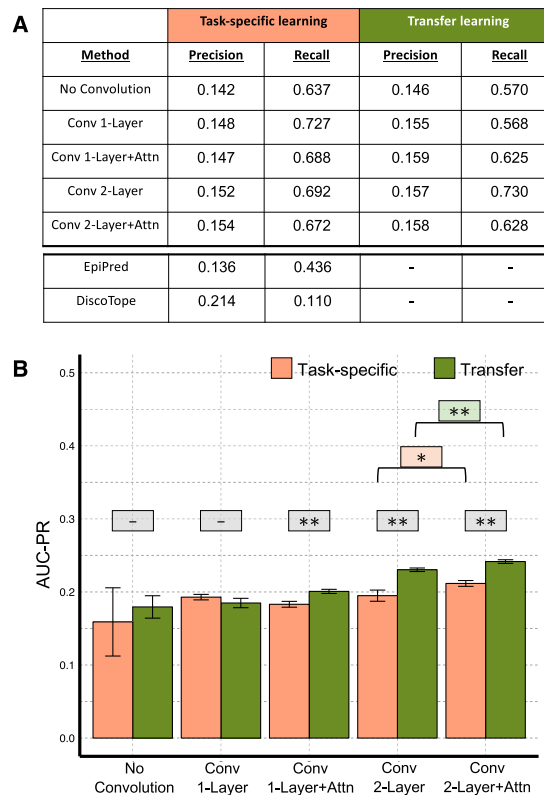 A
Task-specific learning Transfer learning
Method Precision Recall Precision Recall
No Convolution 0.142 0.637 0.146 0.570
Conv 1-Layer 0.148 0.727 0.155 0.568
Conv 1-Layer+Attn 0.147 0.688 0.159 0.625
Conv 2-Layer 0.152 0.692 0.157 0.730
Conv 2-Layer+Attn 0.154 0.672 0.158 0.628
EpiPred 0.136 0.436 - -
DiscoTope 0.214 0.110 - -
B
0.5
Task-specific Transfer
**
0.4
*
0.3
– – ** ** **
AUC-PR
0.2
0.1
0.0
No Conv Conv Conv Conv
Convolution 1-Layer 1-Layer+Attn 2-Layer 2-Layer+Attn